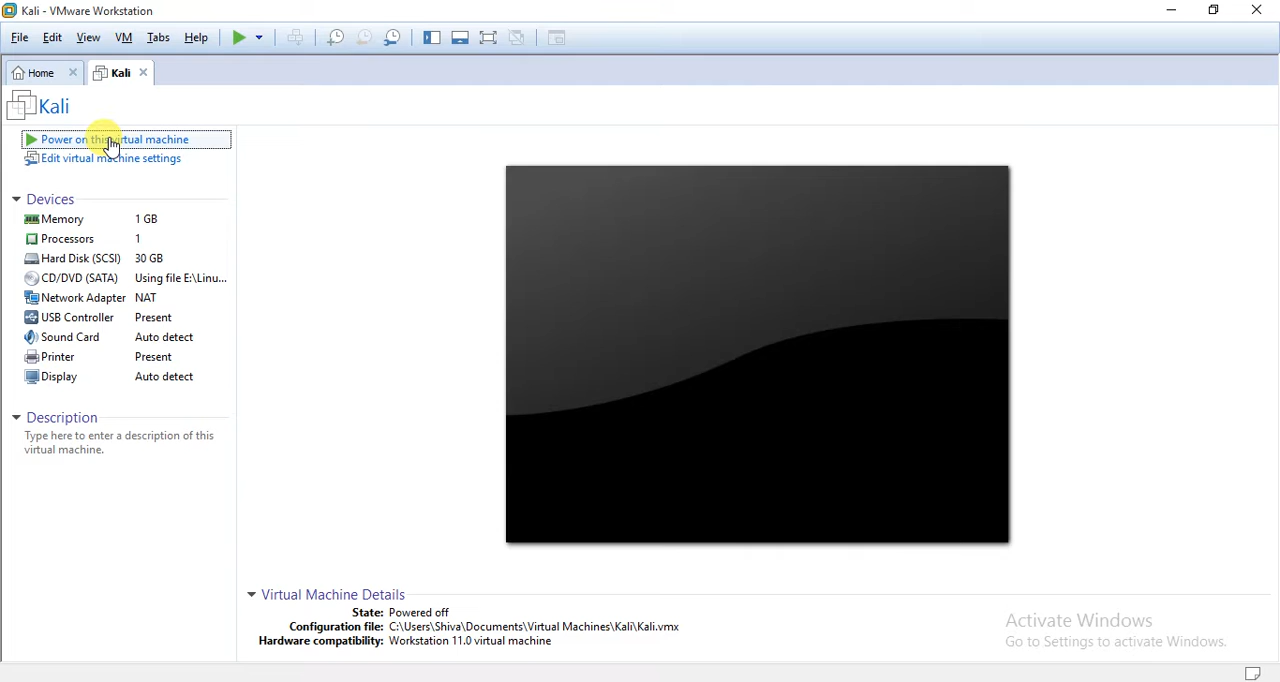 Kali - VMware Workstation
File Edit View VM Tabs Help
Home Kali
Kali
Power on this virtual machine
Edit virtual machine settings
Devices
Memory 1 GB
Processors 1
Hard Disk (SCSI) 30 GB
CD/DVD (SATA) Using file E:\Linu...
Network Adapter NAT
USB Controller Present
Sound Card Auto detect
Printer Present
Display Auto detect
Description
Type here to enter a description of this
virtual machine.
Virtual Machine Details
State: Powered off
Configuration file: C:\Users\Shiva\Documents\Virtual Machines\Kali\Kali.vmx
Hardware compatibility: Workstation 11.0 virtual machine
Activate Windows
Go to Settings to activate Windows.